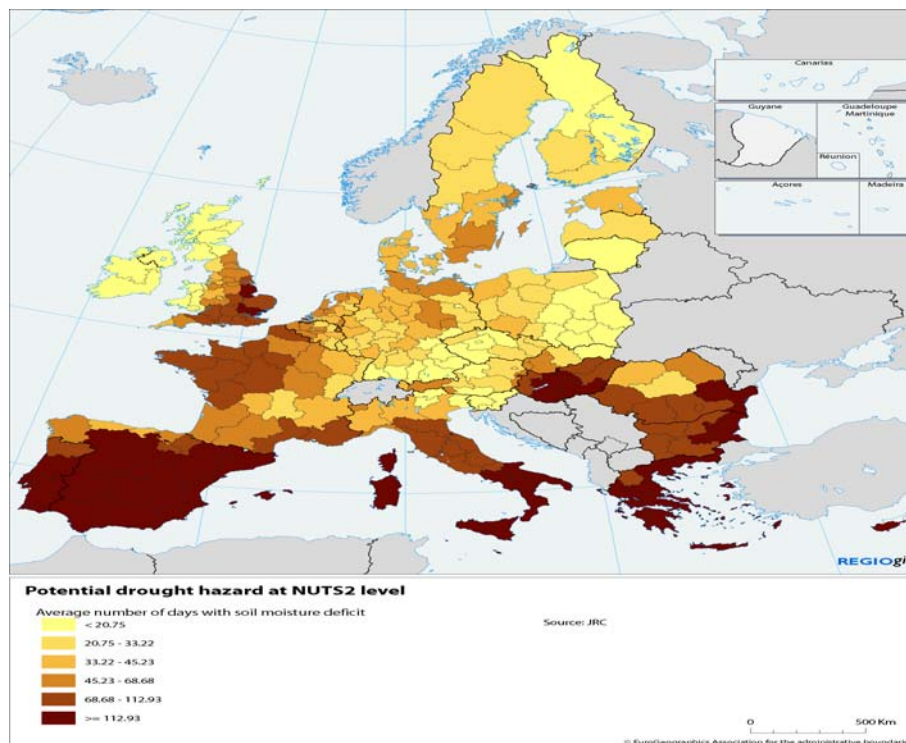 Canarias
Guyane
Guadeloupe
Martinique
Réunion
Açores
Madeira
REGIOgi
Potential drought hazard at NUTS2 level
Average number of days with soil moisture deficit
< 20.75
20.75 - 33.22
33.22 - 45.23
45.23 - 68.68
68.68 - 112.93
>= 112.93
Source: JRC
0 500 Km
© EuroGeographics Association for the administrative boundarie